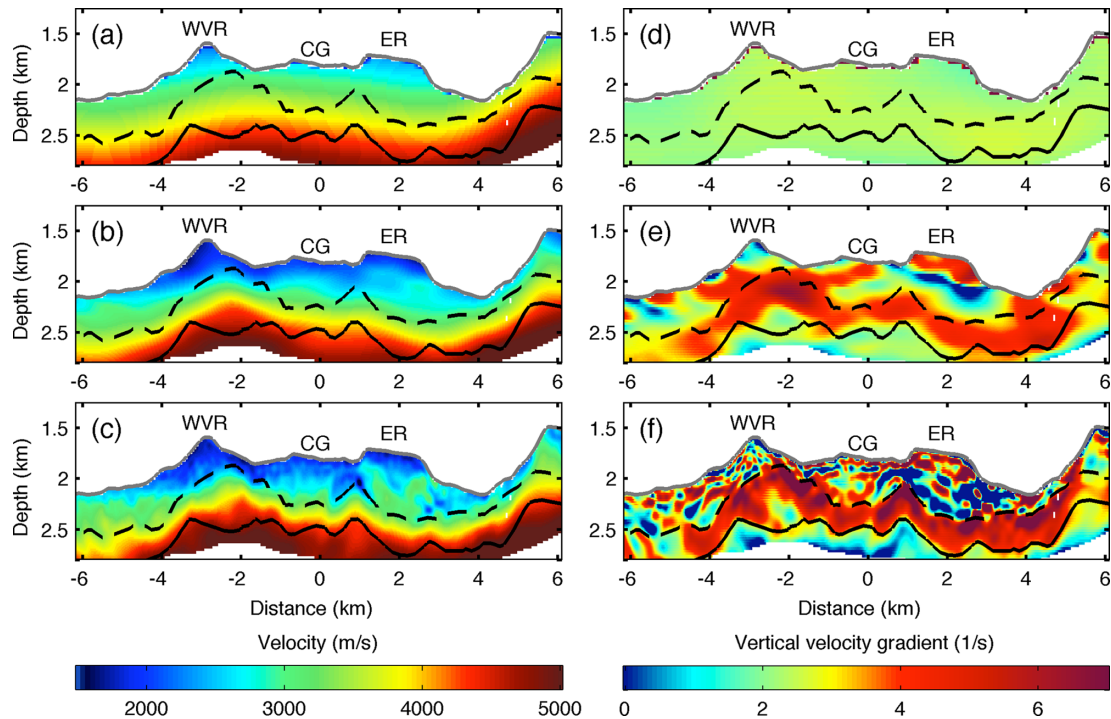 (a) WVR CG ER
Depth (km)
1.5
2
2.5
-6 -4 -2 0 2 4 6
(d) WVR CG ER
Depth (km)
1.5
2
2.5
-6 -4 -2 0 2 4 6
(b) WVR CG ER
Depth (km)
1.5
2
2.5
-6 -4 -2 0 2 4 6
(e) WVR CG ER
Depth (km)
1.5
2
2.5
-6 -4 -2 0 2 4 6
(c) WVR CG ER
Depth (km)
1.5
2
2.5
-6 -4 -2 0 2 4 6
Distance (km)
(f) WVR CG ER
Depth (km)
1.5
2
2.5
-6 -4 -2 0 2 4 6
Distance (km)
Velocity (m/s)
2000 3000 4000 5000
Vertical velocity gradient (1/s)
0 2 4 6